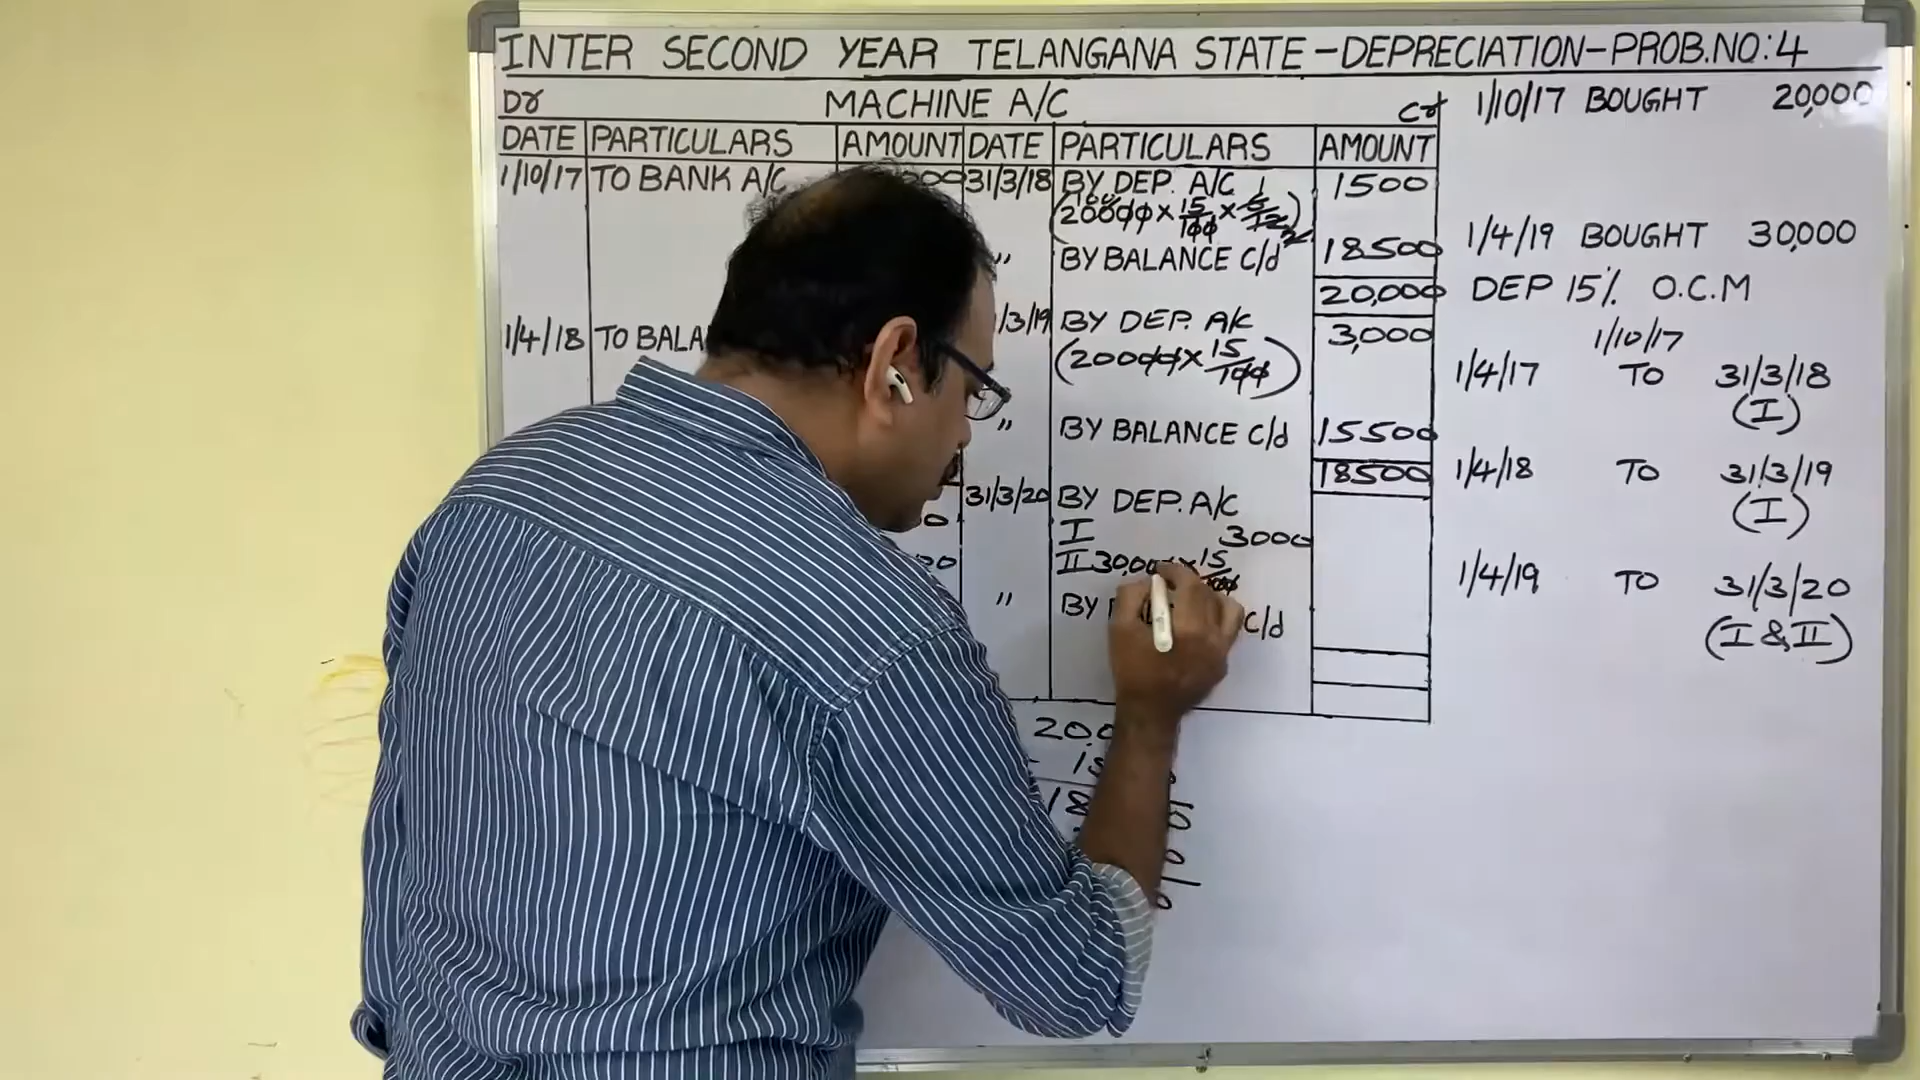 INTER SECOND YEAR TELANGANA STATE-DEPRECIATION-PROB.NO:4
Dr MACHINE A/C Cr
DATE PARTICULARS AMOUNT DATE PARTICULARS AMOUNT
1/10/17 TO BANK A/C 31/3/18 BY DEP. A/C 1500
(20000 × 15/100 × 6/12)
" BY BALANCE C/d 18500
20,000
1/4/18 /3/19 BY DEP. A/C 3,000
(20000 × 15/100)
" BY BALANCE C/d 15500
18500
31/3/20 BY DEP. A/C
I 3000
II 15
" BY C/d
1/10/17 BOUGHT 20,000
1/4/19 BOUGHT 30,000
DEP 15% O.C.M
1/10/17
1/4/17 TO 31/3/18
(I)
1/4/18 TO 31/3/19
(I)
1/4/19 TO 31/3/20
(I & II)